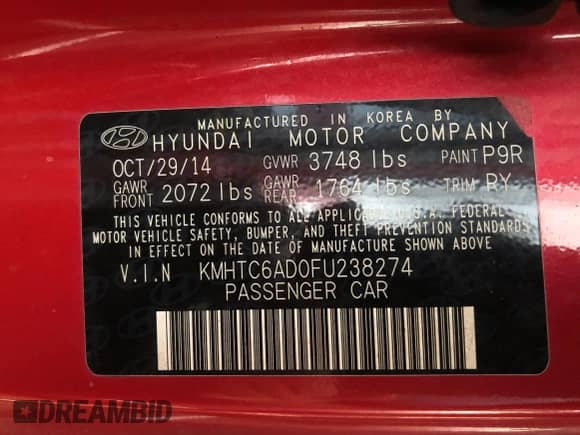 MANUFACTURED IN KOREA BY
HYUNDAI MOTOR COMPANY
OCT/29/14 GVWR 3748 lbs PAINT P9R
GAWR FRONT 2072 lbs GAWR REAR 1764 lbs TRIM RY
THIS VEHICLE CONFORMS TO ALL APPLICABLE U.S.A. FEDERAL
MOTOR VEHICLE SAFETY, BUMPER, AND THEFT PREVENTION STANDARDS
IN EFFECT ON THE DATE OF MANUFACTURE SHOWN ABOVE
V.I.N KMHTC6AD0FU238274
PASSENGER CAR
DREAMBID